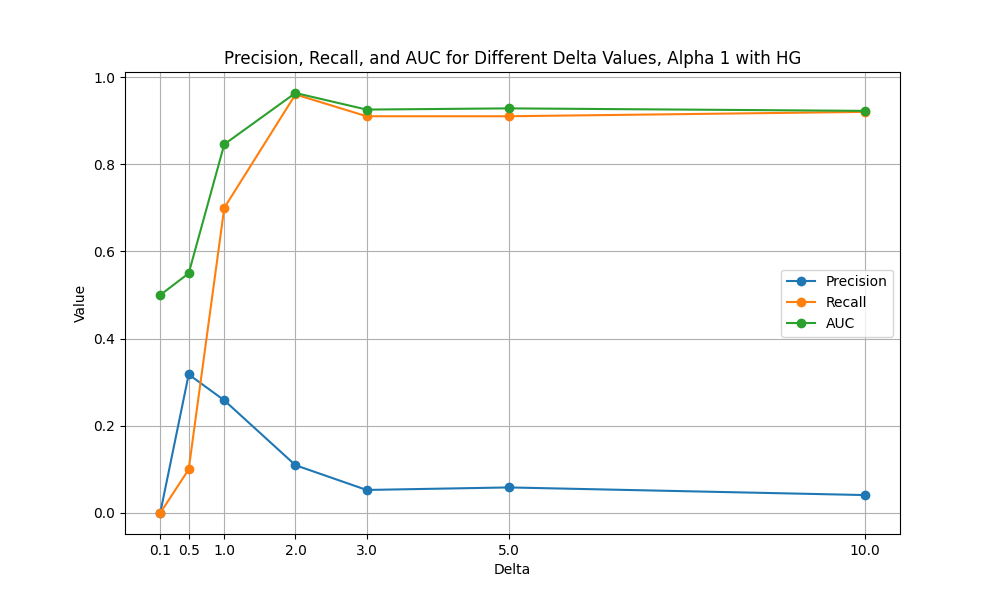 Precision, Recall, and AUC for Different Delta Values, Alpha 1 with HG
1.0
0.8
0.6
0.4
0.2
0.0
Value
Precision
Recall
AUC
0.1 0.5 1.0 2.0 3.0 5.0 10.0
Delta